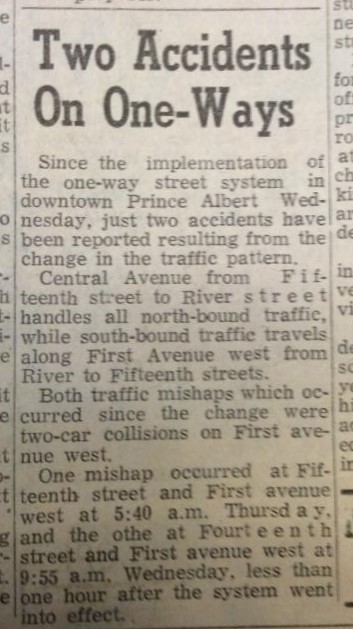 Two Accidents
On One-Ways
Since the implementation of
the one-way street system in
downtown Prince Albert Wed-
nesday, just two accidents have
been reported resulting from the
change in the traffic pattern.
Central Avenue from Fif-
teenth street to River street
handles all north-bound traffic,
while south-bound traffic travels
along First Avenue west from
River to Fifteenth streets.
Both traffic mishaps which oc-
curred since the change were
two-car collisions on First ave-
nue west.
One mishap occurred at Fif-
teenth street and First avenue
west at 5:40 a.m. Thursday,
and the othe at Fourteenth
street and First avenue west at
9:55 a.m. Wednesday, less than
one hour after the system went
into effect.